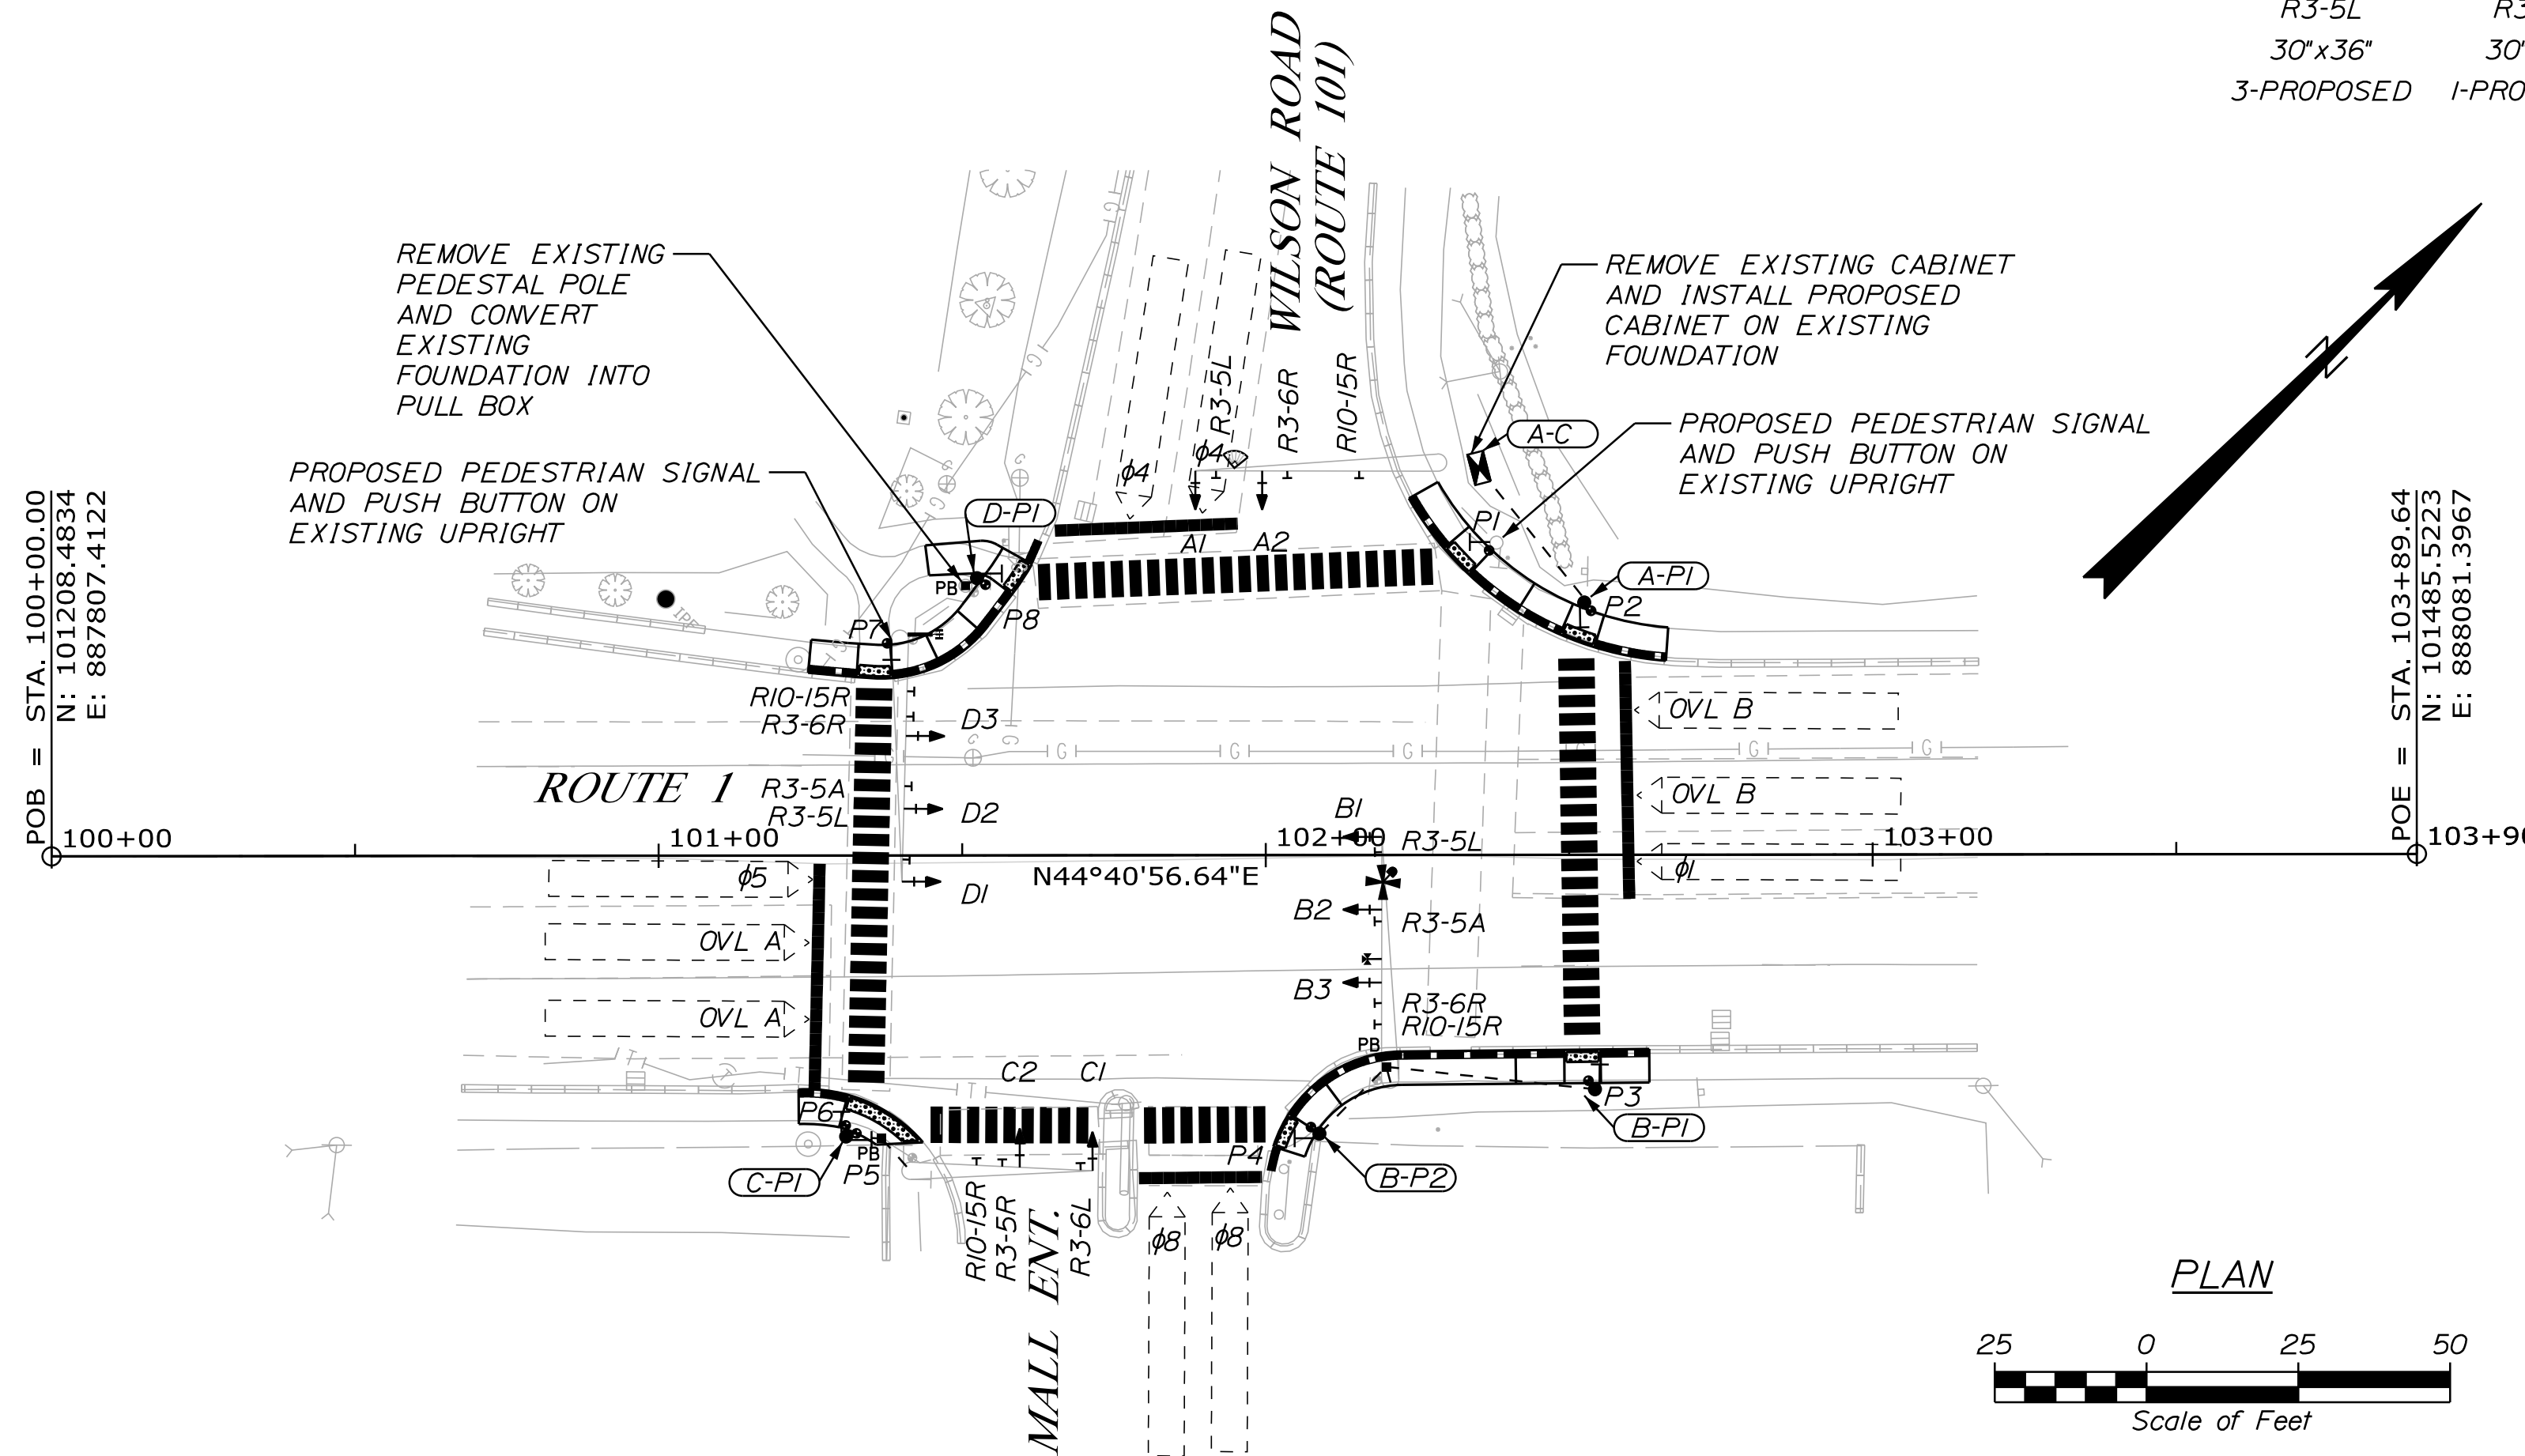 R3-5L
30"x36"
30"
3-PROPOSED
WILSON ROAD
(ROUTE 101)
REMOVE EXISTING
PEDESTAL POLE
AND CONVERT
EXISTING
FOUNDATION INTO
PULL BOX
REMOVE EXISTING CABINET
AND INSTALL PROPOSED
CABINET ON EXISTING
FOUNDATION
PROPOSED PEDESTRIAN SIGNAL
AND PUSH BUTTON ON
EXISTING UPRIGHT
PROPOSED PEDESTRIAN SIGNAL
AND PUSH BUTTON ON
EXISTING UPRIGHT
R3-5L
R3-6R
R10-15R
ϕ4
ϕ4
A-C
D-P1
A1
A2
P1
A-P1
P2
PB
P8
P7
IPF
POB = STA. 100+00.00
N: 101208.4834
E: 887807.4122
POE = STA. 103+89.64
N: 101485.5223
E: 888081.3967
R10-15R
R3-6R
D3
OVL B
G
G
G
G
G
ROUTE 1
R3-5A
R3-5L
D2
OVL B
B1
R3-5L
100+00
101+00
102+00
103+00
103+90
N44°40'56.64"E
ϕ5
D1
ϕ1
B2
R3-5A
OVL A
B3
OVL A
R3-6R
R10-15R
PB
C2
C1
P6
P3
B-P1
PB
P5
C-P1
P4
B-P2
R10-15R
R3-5R
R3-6L
MALL ENT.
ϕ8
ϕ8
PLAN
25 0 25 50
Scale of Feet